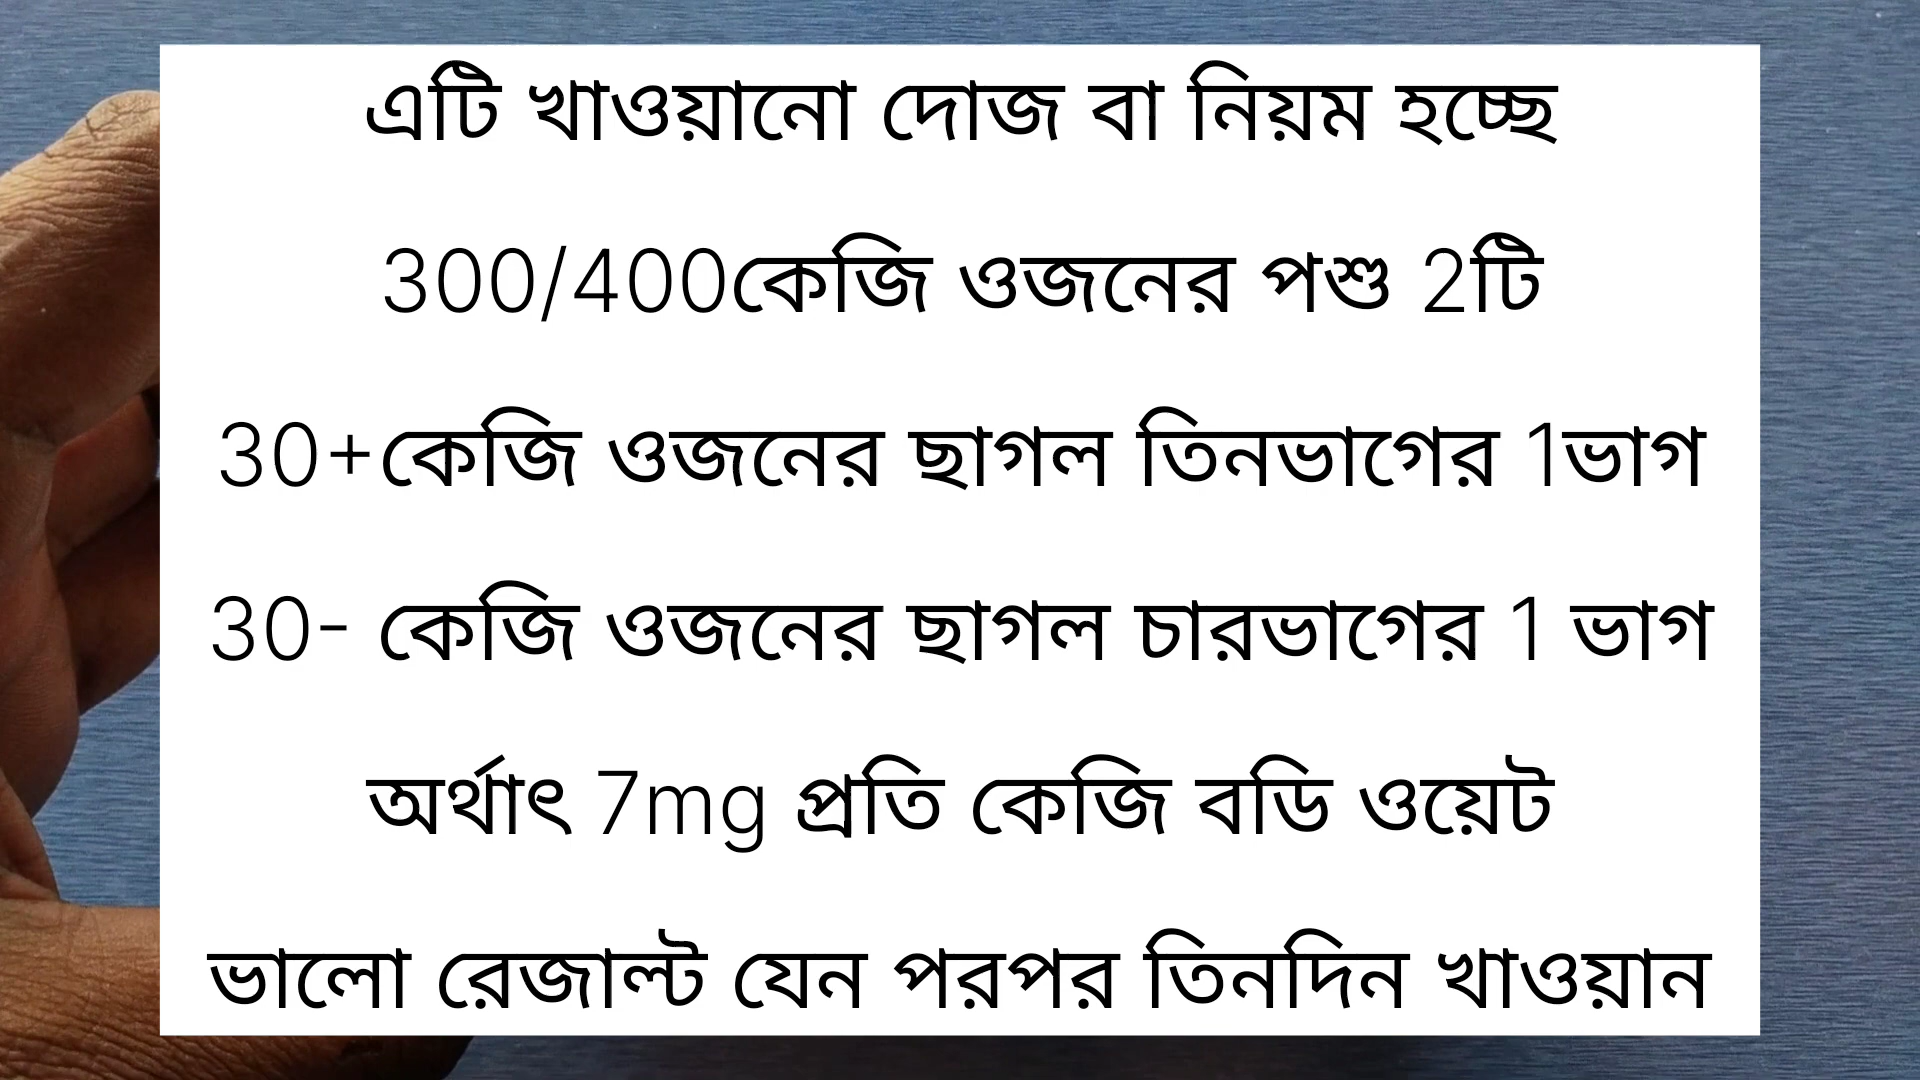 এটি খাওয়ানো দোজ বা নিয়ম হচ্ছে
300/400কেজি ওজনের পশু 2টি
30+কেজি ওজনের ছাগল তিনভাগের 1ভাগ
30- কেজি ওজনের ছাগল চারভাগের 1 ভাগ
অর্থাৎ 7mg প্রতি কেজি বডি ওয়েট
ভালো রেজাল্ট যেন পরপর তিনদিন খাওয়ান